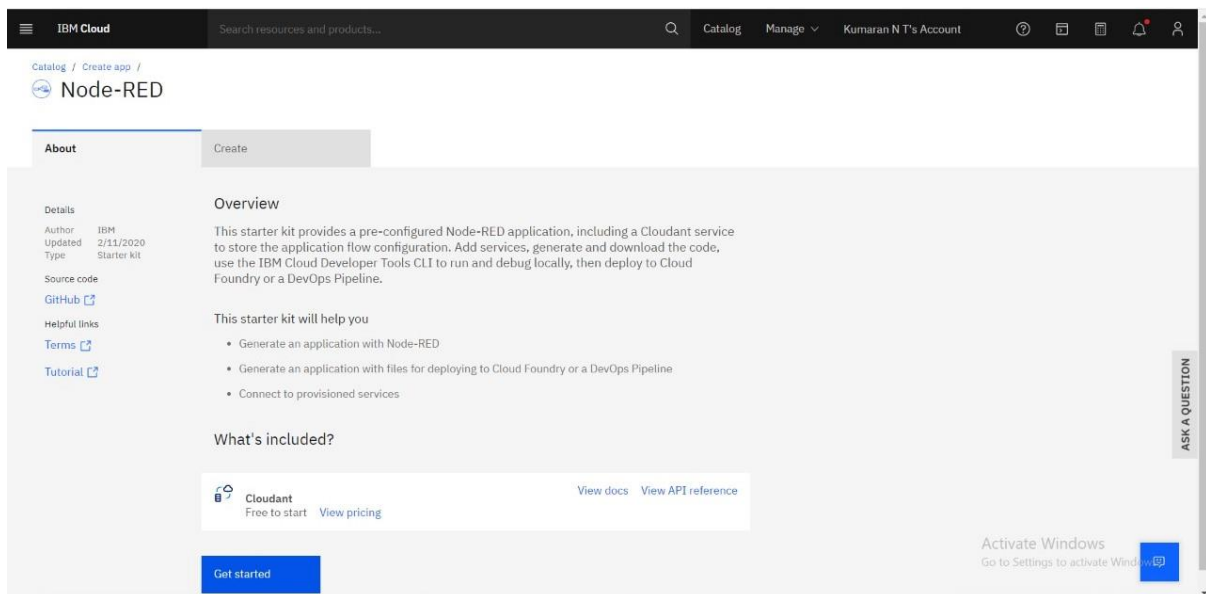 IBM Cloud
Search resources and products...
Catalog
Manage
Kumaran N T's Account
Catalog / Create app /
Node-RED
About
Create
Details
Author IBM
Updated 2/11/2020
Type Starter kit
Source code
GitHub
Helpful links
Terms
Tutorial
Overview
This starter kit provides a pre-configured Node-RED application, including a Cloudant service
to store the application flow configuration. Add services, generate and download the code,
use the IBM Cloud Developer Tools CLI to run and debug locally, then deploy to Cloud
Foundry or a DevOps Pipeline.
This starter kit will help you
• Generate an application with Node-RED
• Generate an application with files for deploying to Cloud Foundry or a DevOps Pipeline
• Connect to provisioned services
What's included?
Cloudant
Free to start View pricing
View docs View API reference
Get started
ASK A QUESTION
Activate Windows
Go to Settings to activate Windows